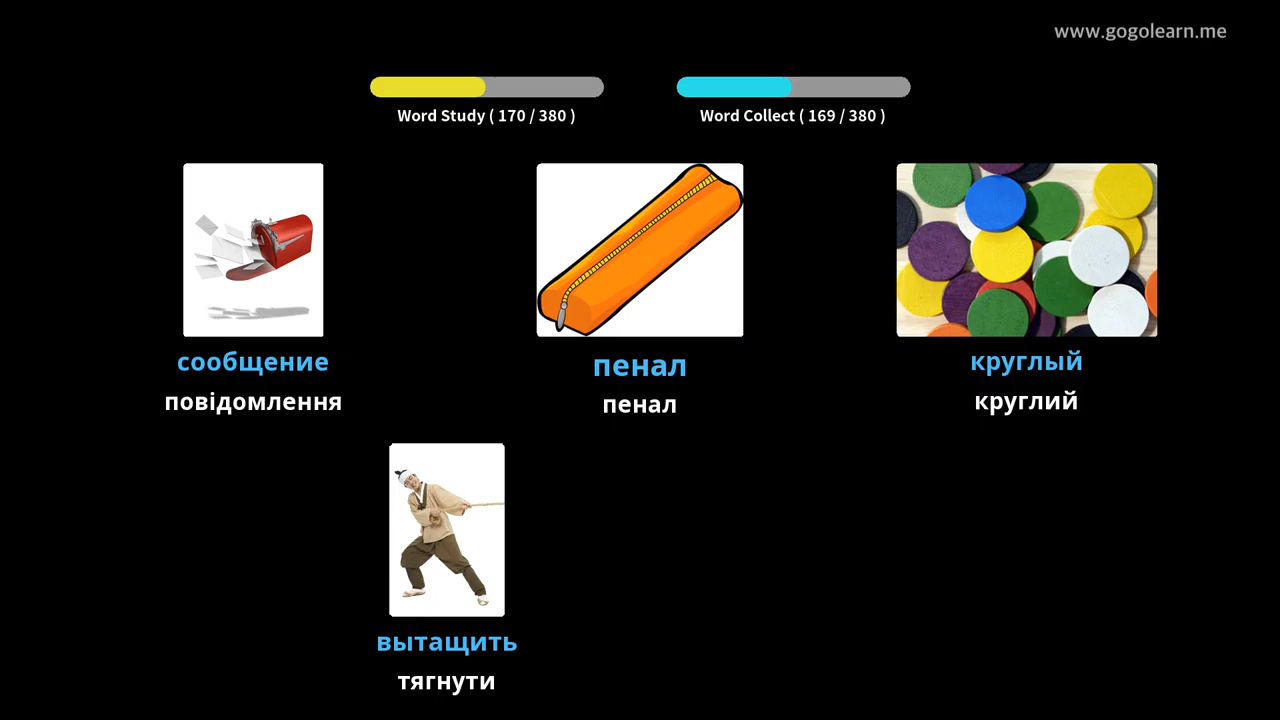 www.gogolearn.me
Word Study ( 170 / 380 )
Word Collect ( 169 / 380 )
сообщение
повідомлення
пенал
пенал
круглый
круглий
вытащить
тягнути